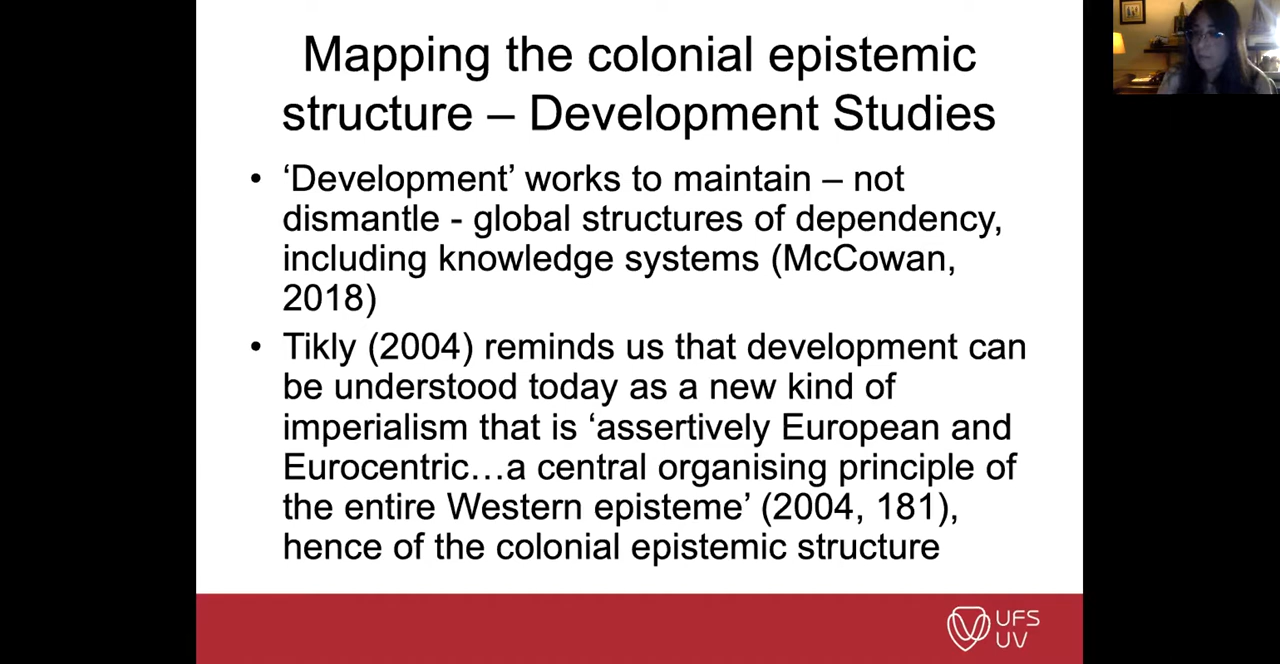 Mapping the colonial epistemic
structure – Development Studies
• ‘Development’ works to maintain – not
dismantle - global structures of dependency,
including knowledge systems (McCowan,
2018)
• Tikly (2004) reminds us that development can
be understood today as a new kind of
imperialism that is ‘assertively European and
Eurocentric…a central organising principle of
the entire Western episteme’ (2004, 181),
hence of the colonial epistemic structure
UFS
UV